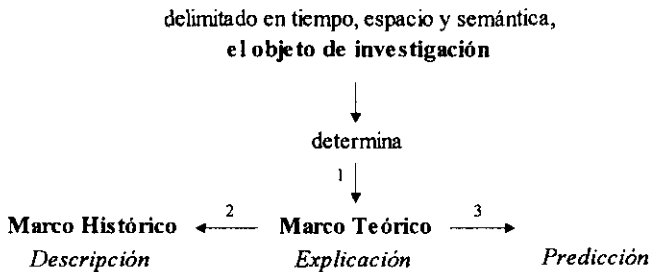 delimitado en tiempo, espacio y semántica,
el objeto de investigación
determina
1
2 3
Marco Histórico Marco Teórico
Descripción Explicación Predicción